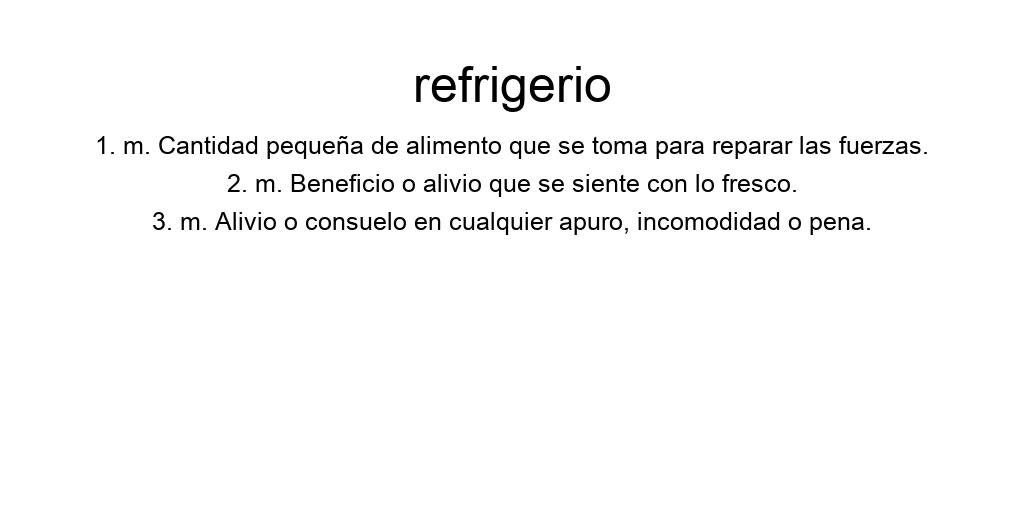 refrigerio
1. m. Cantidad pequeña de alimento que se toma para reparar las fuerzas.
2. m. Beneficio o alivio que se siente con lo fresco.
3. m. Alivio o consuelo en cualquier apuro, incomodidad o pena.